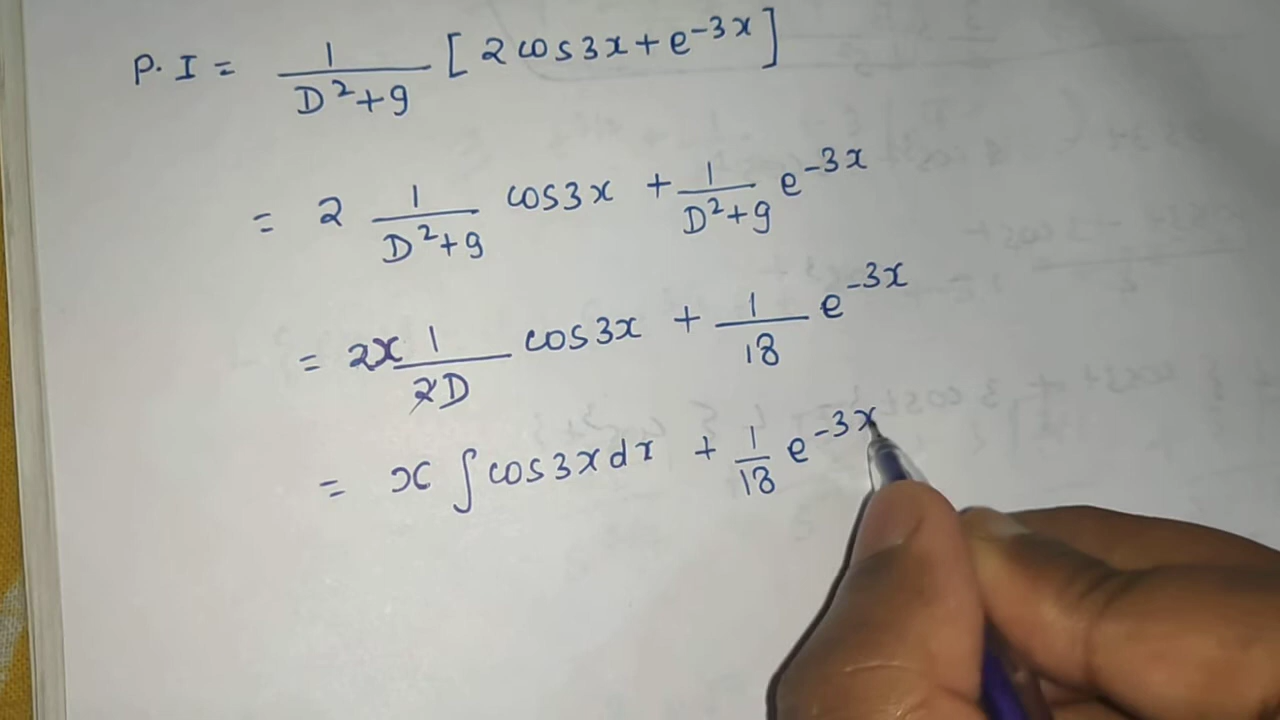 P.I = 1/(D²+9) [2cos3x + e⁻³ˣ]
= 2 1/(D²+9) cos3x + 1/(D²+9) e⁻³ˣ
= 2x 1/(2D) cos3x + 1/18 e⁻³ˣ
= x ∫cos3x dx + 1/18 e⁻³ˣ